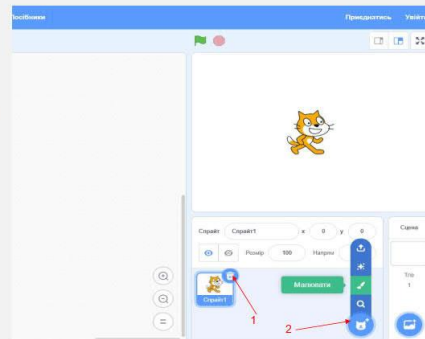 Посібники Приєднатись Увійти
Спрайт Спрайт1 x 0 y 0 Сцена
Розмір 100 Напрям
Малювати
Спрайт1
Тло
1
1
2